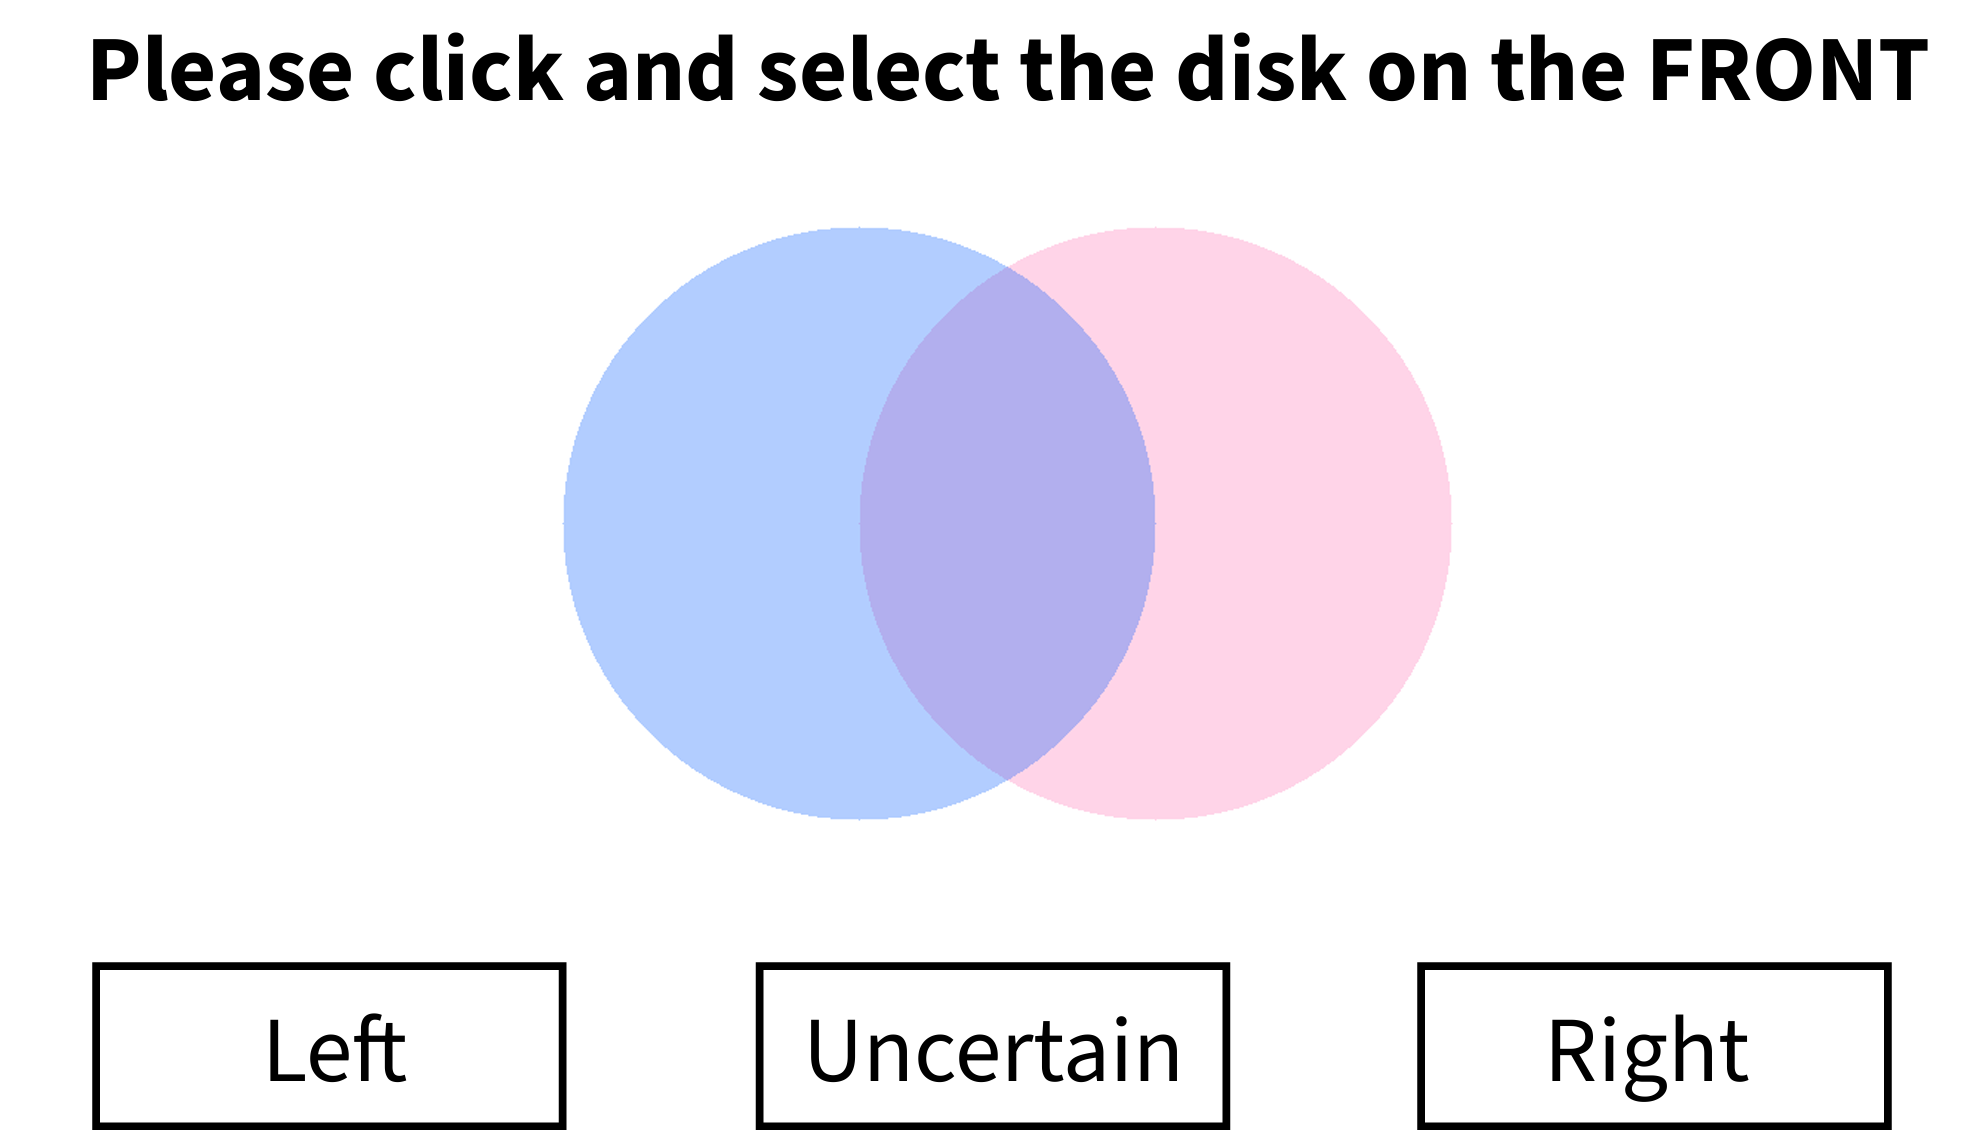 Please click and select the disk on the FRONT
Left
Uncertain
Right